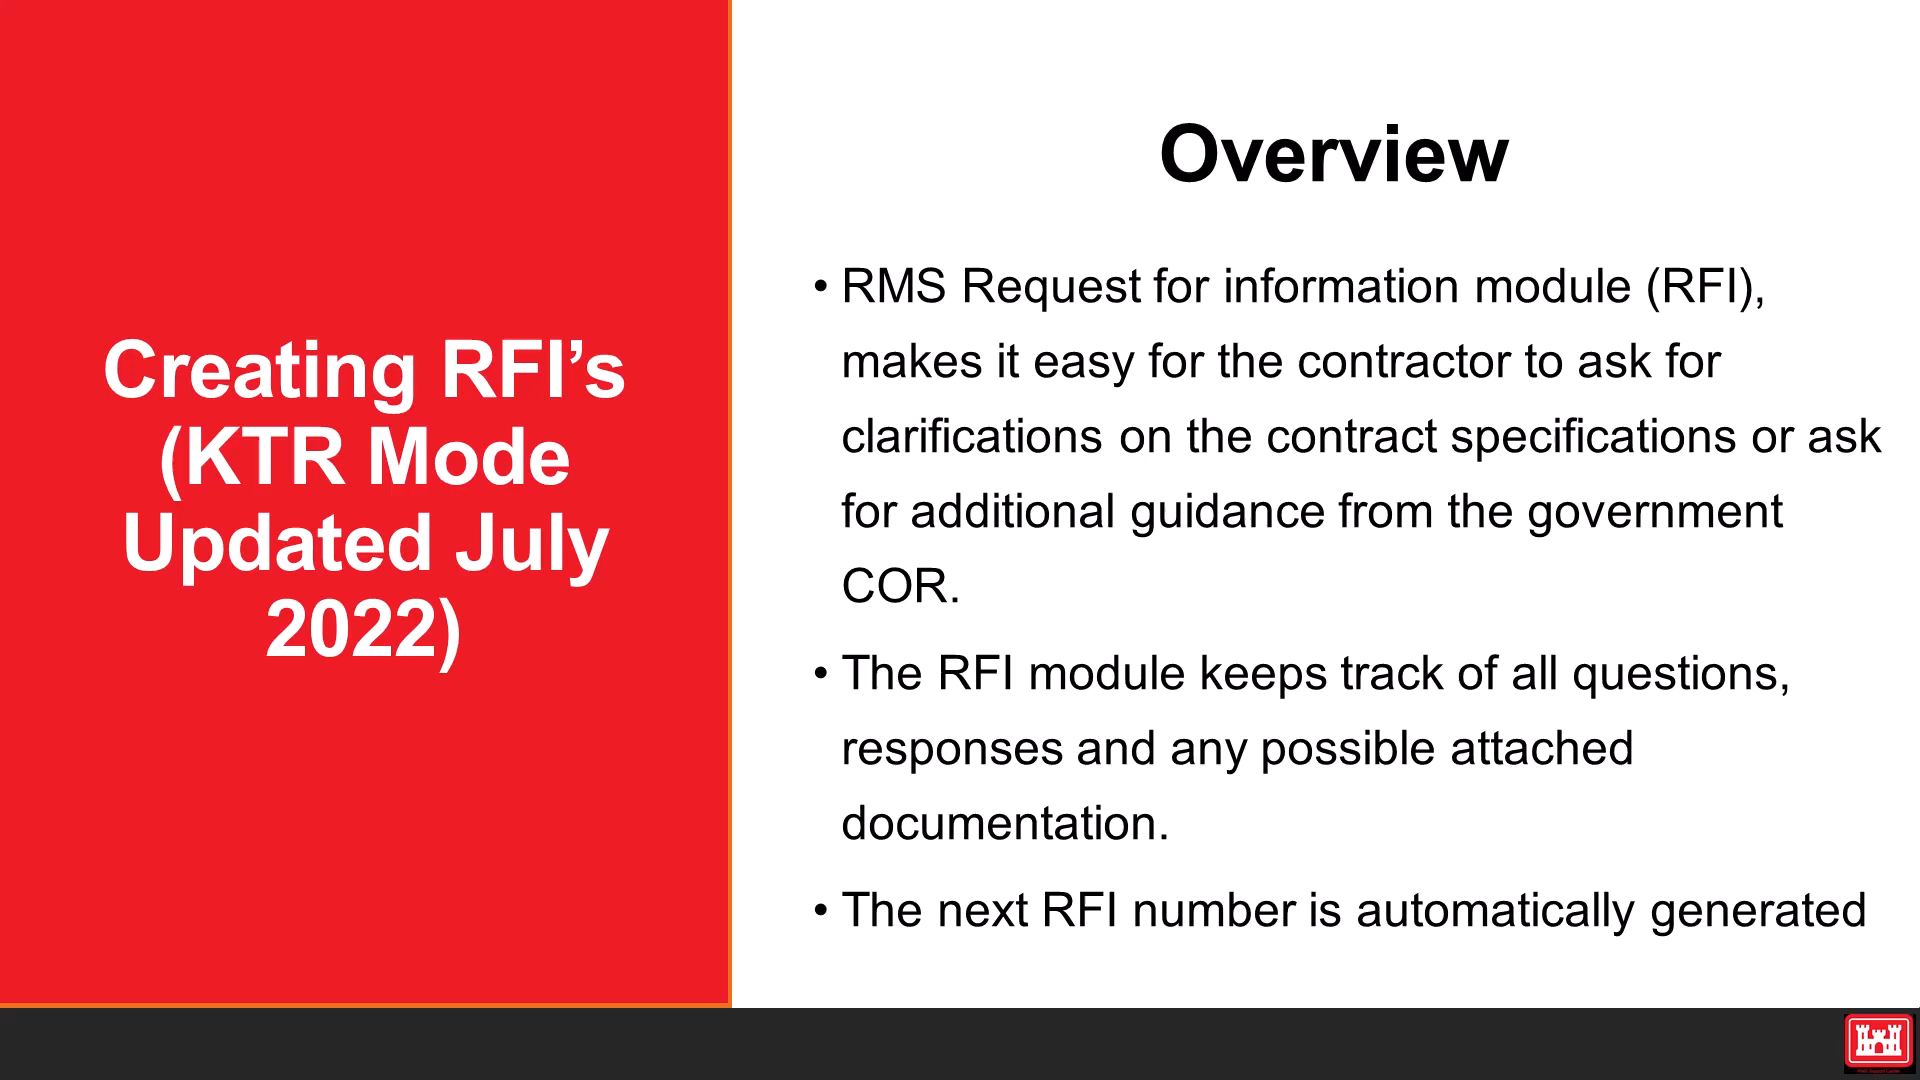 Creating RFI’s
(KTR Mode
Updated July
2022)
Overview
• RMS Request for information module (RFI),
makes it easy for the contractor to ask for
clarifications on the contract specifications or ask
for additional guidance from the government
COR.
• The RFI module keeps track of all questions,
responses and any possible attached
documentation.
• The next RFI number is automatically generated